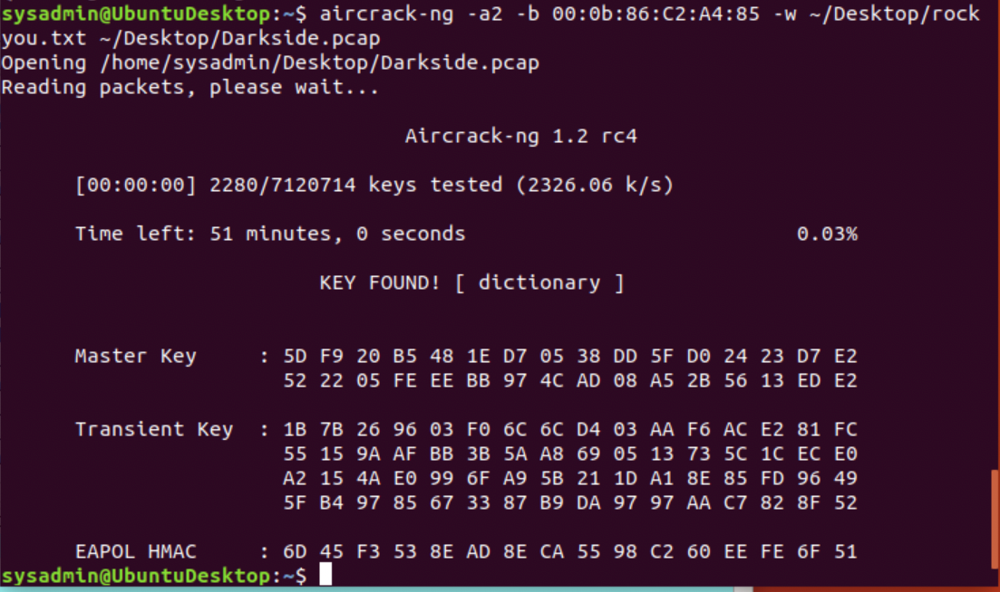 sysadmin@UbuntuDesktop:~$ aircrack-ng -a2 -b 00:0b:86:C2:A4:85 -w ~/Desktop/rock
you.txt ~/Desktop/Darkside.pcap
Opening /home/sysadmin/Desktop/Darkside.pcap
Reading packets, please wait...
Aircrack-ng 1.2 rc4
[00:00:00] 2280/7120714 keys tested (2326.06 k/s)
Time left: 51 minutes, 0 seconds 0.03%
KEY FOUND! [ dictionary ]
Master Key : 5D F9 20 B5 48 1E D7 05 38 DD 5F D0 24 23 D7 E2
52 22 05 FE EE BB 97 4C AD 08 A5 2B 56 13 ED E2
Transient Key : 1B 7B 26 96 03 F0 6C 6C D4 03 AA F6 AC E2 81 FC
55 15 9A AF BB 3B 5A A8 69 05 13 73 5C 1C EC E0
A2 15 4A E0 99 6F A9 5B 21 1D A1 8E 85 FD 96 49
5F B4 97 85 67 33 87 B9 DA 97 97 AA C7 82 8F 52
EAPOL HMAC : 6D 45 F3 53 8E AD 8E CA 55 98 C2 60 EE FE 6F 51
sysadmin@UbuntuDesktop:~$